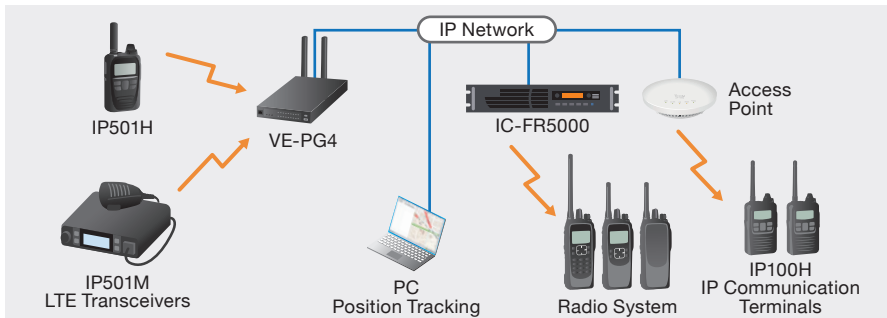 IP Network
IP501H
VE-PG4
IC-FR5000
Access
Point
IP501M
LTE Transceivers
PC
Position Tracking
Radio System
IP100H
IP Communication
Terminals